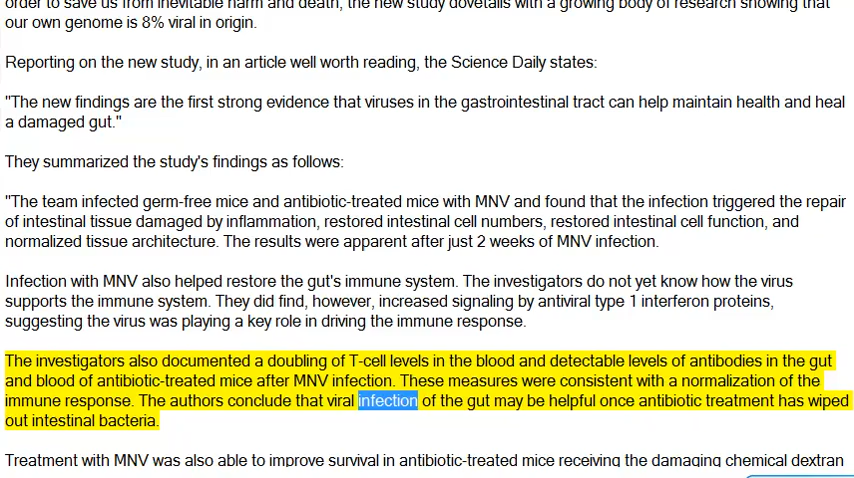 order to save us from inevitable harm and death, the new study dovetails with a growing body of research showing that
our own genome is 8% viral in origin.
Reporting on the new study, in an article well worth reading, the Science Daily states:
"The new findings are the first strong evidence that viruses in the gastrointestinal tract can help maintain health and heal
a damaged gut."
They summarized the study's findings as follows:
"The team infected germ-free mice and antibiotic-treated mice with MNV and found that the infection triggered the repair
of intestinal tissue damaged by inflammation, restored intestinal cell numbers, restored intestinal cell function, and
normalized tissue architecture. The results were apparent after just 2 weeks of MNV infection.
Infection with MNV also helped restore the gut's immune system. The investigators do not yet know how the virus
supports the immune system. They did find, however, increased signaling by antiviral type 1 interferon proteins,
suggesting the virus was playing a key role in driving the immune response.
The investigators also documented a doubling of T-cell levels in the blood and detectable levels of antibodies in the gut
and blood of antibiotic-treated mice after MNV infection. These measures were consistent with a normalization of the
immune response. The authors conclude that viral infection of the gut may be helpful once antibiotic treatment has wiped
out intestinal bacteria.
Treatment with MNV was also able to improve survival in antibiotic-treated mice receiving the damaging chemical dextran